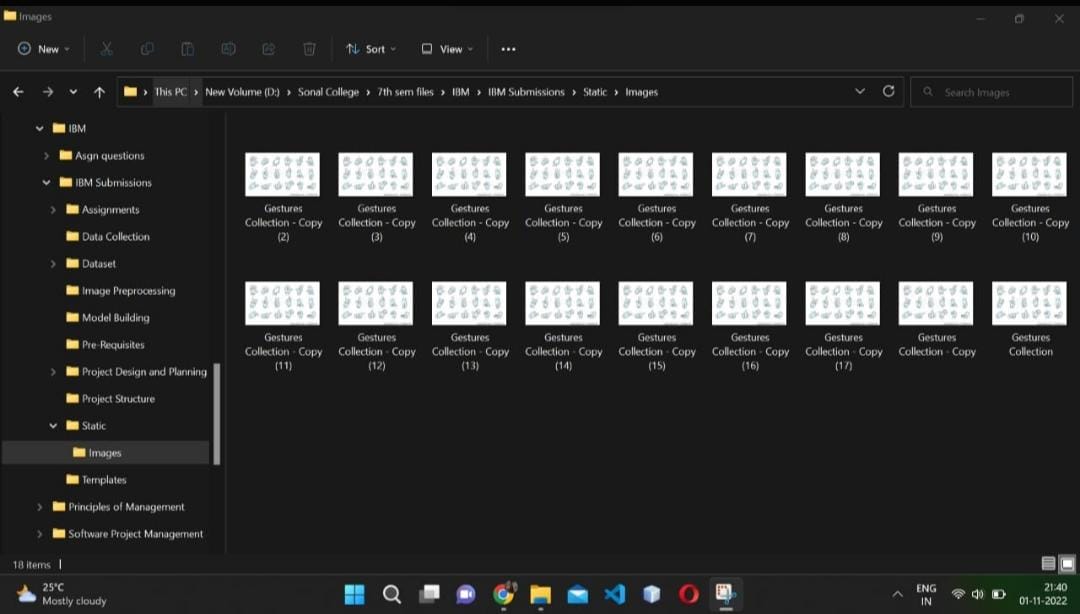 Images
New
Sort
View
This PC > New Volume (D:) > Sonal College > 7th sem files > IBM > IBM Submissions > Static > Images
Search Images
IBM
Asgn questions
IBM Submissions
Assignments
Data Collection
Dataset
Image Preprocessing
Model Building
Pre-Requisites
Project Design and Planning
Project Structure
Static
Images
Templates
Principles of Management
Software Project Management
Gestures
Collection - Copy
(2)
Gestures
Collection - Copy
(3)
Gestures
Collection - Copy
(4)
Gestures
Collection - Copy
(5)
Gestures
Collection - Copy
(6)
Gestures
Collection - Copy
(7)
Gestures
Collection - Copy
(8)
Gestures
Collection - Copy
(9)
Gestures
Collection - Copy
(10)
Gestures
Collection - Copy
(11)
Gestures
Collection - Copy
(12)
Gestures
Collection - Copy
(13)
Gestures
Collection - Copy
(14)
Gestures
Collection - Copy
(15)
Gestures
Collection - Copy
(16)
Gestures
Collection - Copy
(17)
Gestures
Collection - Copy
Gestures
Collection
18 items
25°C
Mostly cloudy
ENG
IN
21:40
01-11-2022